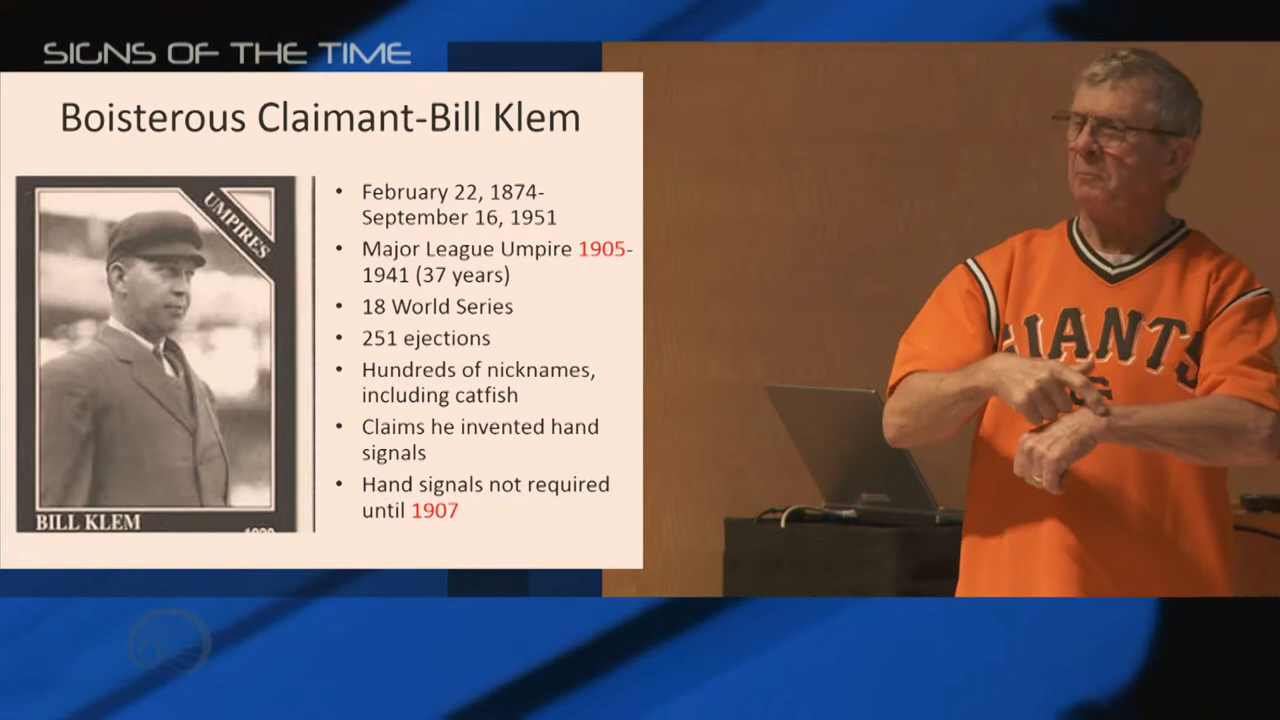 SIGNS OF THE TIME
Boisterous Claimant-Bill Klem
UMPIRES
BILL KLEM
• February 22, 1874-
September 16, 1951
• Major League Umpire 1905-
1941 (37 years)
• 18 World Series
• 251 ejections
• Hundreds of nicknames,
including catfish
• Claims he invented hand
signals
• Hand signals not required
until 1907
GIANTS